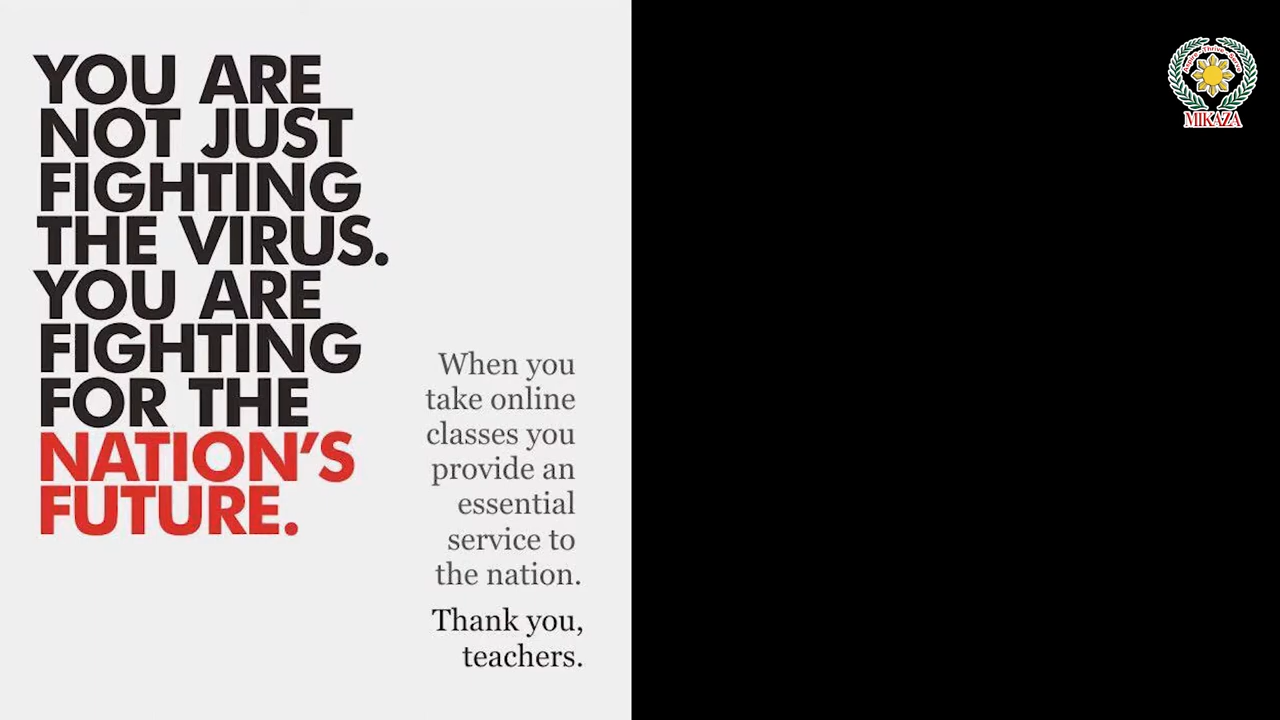 YOU ARE
NOT JUST
FIGHTING
THE VIRUS.
YOU ARE
FIGHTING
FOR THE
NATION'S
FUTURE.
When you
take online
classes you
provide an
essential
service to
the nation.
Thank you,
teachers.
MIKAZA